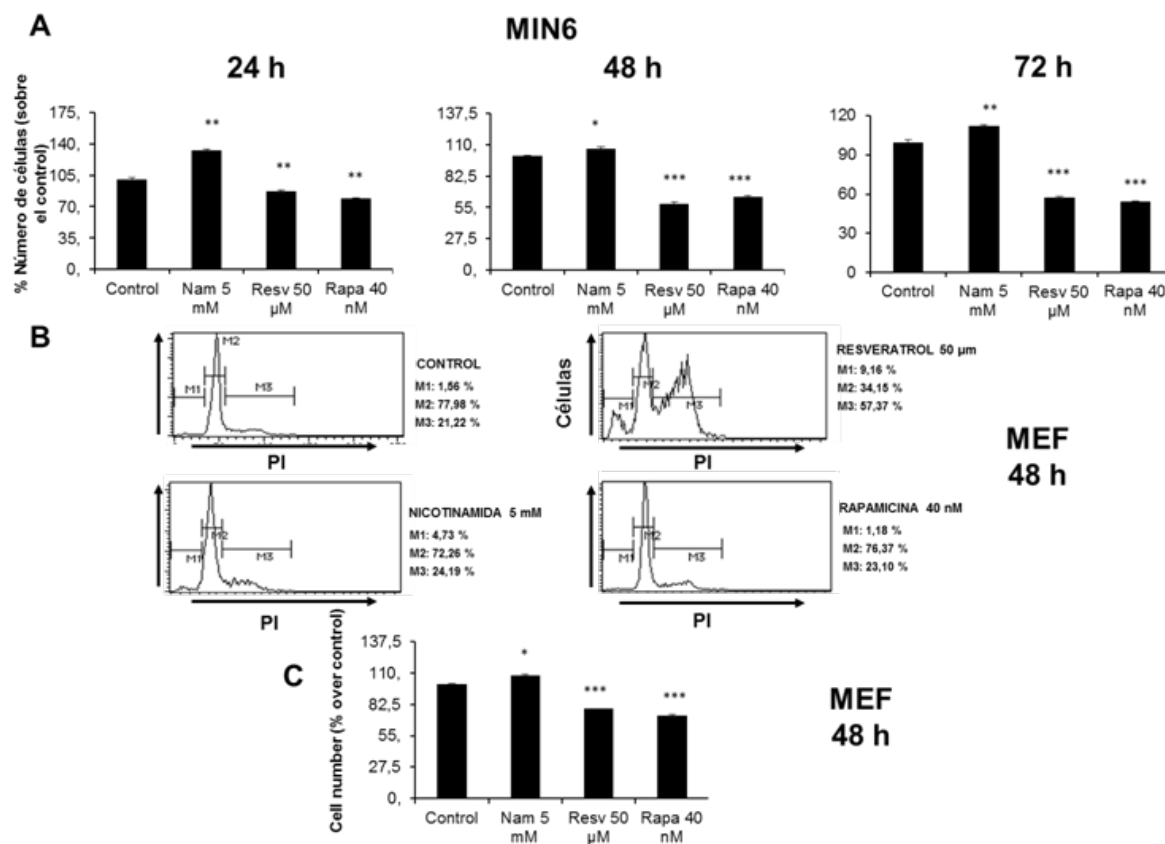 A
MIN6
24 h
48 h
72 h
% Número de células (sobre
el control)
175,
140,
105,
70,
35,
0,
**
**
**
Control
Nam 5
mM
Resv 50
µM
Rapa 40
nM
137,5
110,
82,5
55,
27,5
0,
*
***
***
Control
Nam 5
mM
Resv 50
µM
Rapa 40
nM
120
90
60
30
0
**
***
***
Control
Nam 5
mM
Resv 50
µM
Rapa 40
nM
B
M1
M2
M3
PI
CONTROL
M1: 1,56 %
M2: 77,98 %
M3: 21,22 %
Células
M1
M2
M3
PI
RESVERATROL 50 µm
M1: 9,16 %
M2: 34,15 %
M3: 57,37 %
MEF
48 h
M1
M2
M3
PI
NICOTINAMIDA 5 mM
M1: 4,73 %
M2: 72,26 %
M3: 24,19 %
M1
M2
M3
PI
RAPAMICINA 40 nM
M1: 1,18 %
M2: 76,37 %
M3: 23,10 %
C
Cell number (% over control)
137,5
110,
82,5
55,
27,5
0,
*
***
***
Control
Nam 5
mM
Resv 50
µM
Rapa 40
nM
MEF
48 h